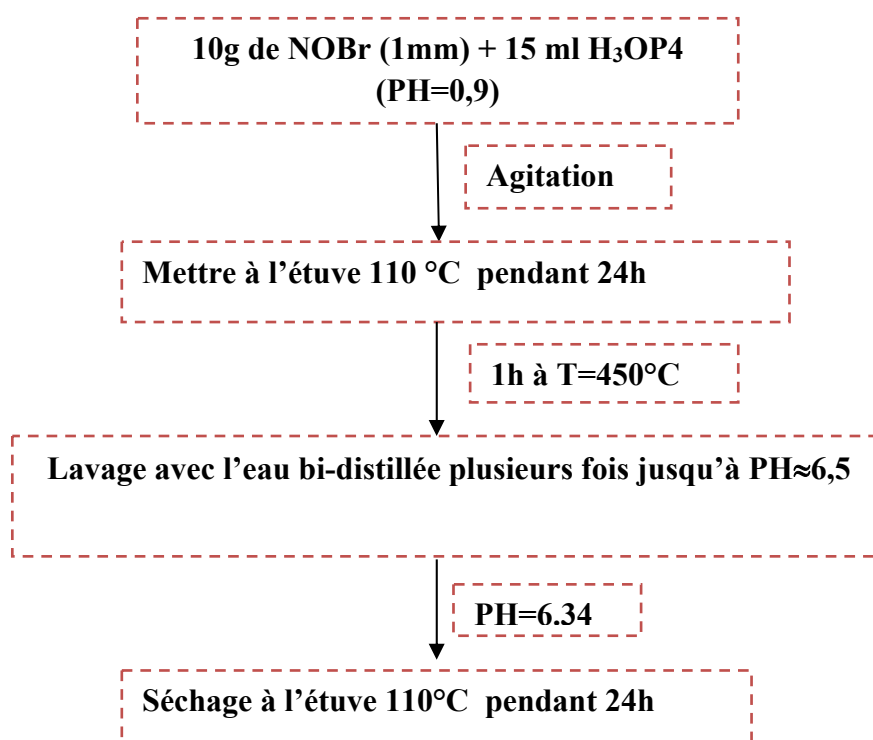 10g de NOBr (1mm) + 15 ml H₃OP4
(PH=0,9)
Agitation
Mettre à l’étuve 110 °C pendant 24h
1h à T=450°C
Lavage avec l’eau bi-distillée plusieurs fois jusqu’à PH≈6,5
PH=6.34
Séchage à l’étuve 110°C pendant 24h